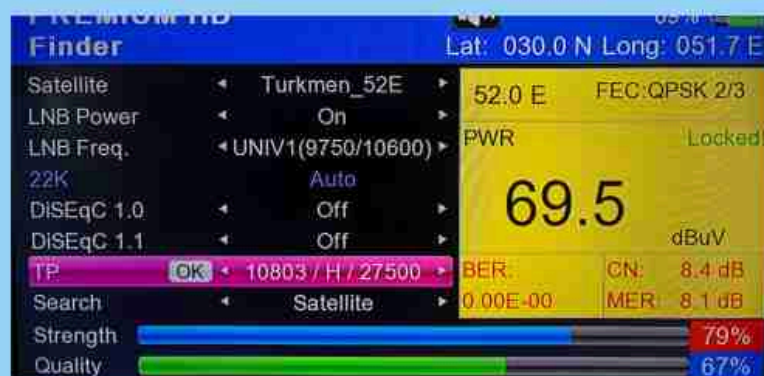 PREMIUM HD
Finder
Lat: 030.0 N Long: 051.7 E
Satellite Turkmen_52E
LNB Power On
LNB Freq. UNIV1(9750/10600)
22K Auto
DiSEqC 1.0 Off
DiSEqC 1.1 Off
TP OK 10803 / H / 27500
Search Satellite
52.0 E FEC:QPSK 2/3
PWR Locked!
69.5
dBuV
BER: CN: 8.4 dB
0.00E-00 MER: 8.1 dB
Strength 79%
Quality 67%